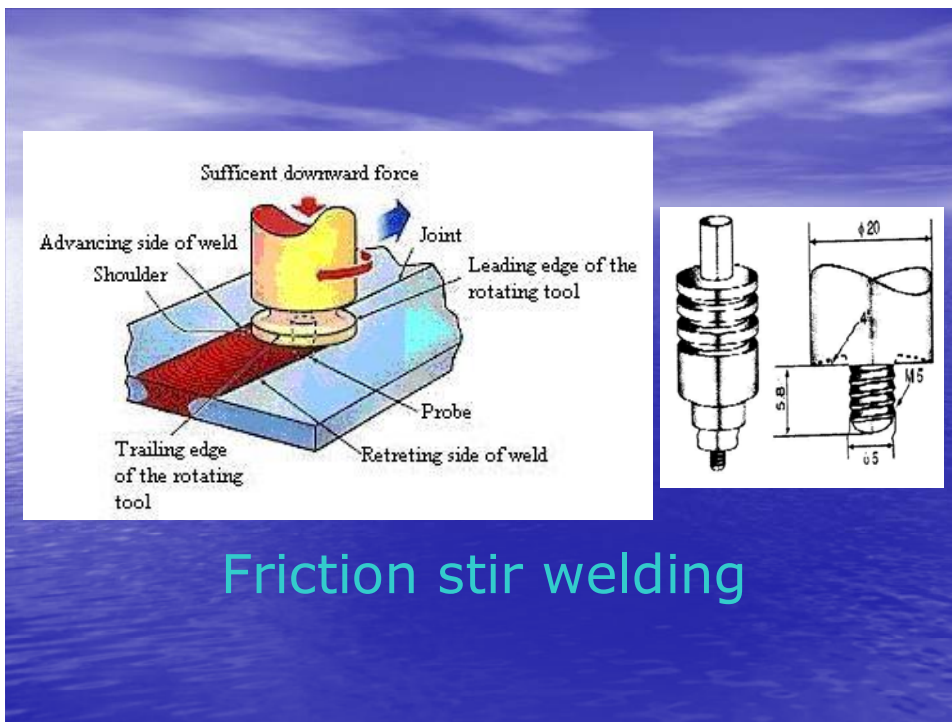 Sufficent downward force
Advancing side of weld
Shoulder
Joint
Leading edge of the
rotating tool
Probe
Trailing edge
of the rotating
tool
Retreting side of weld
ϕ20
4°
M5
5.8
ϕ5
Friction stir welding